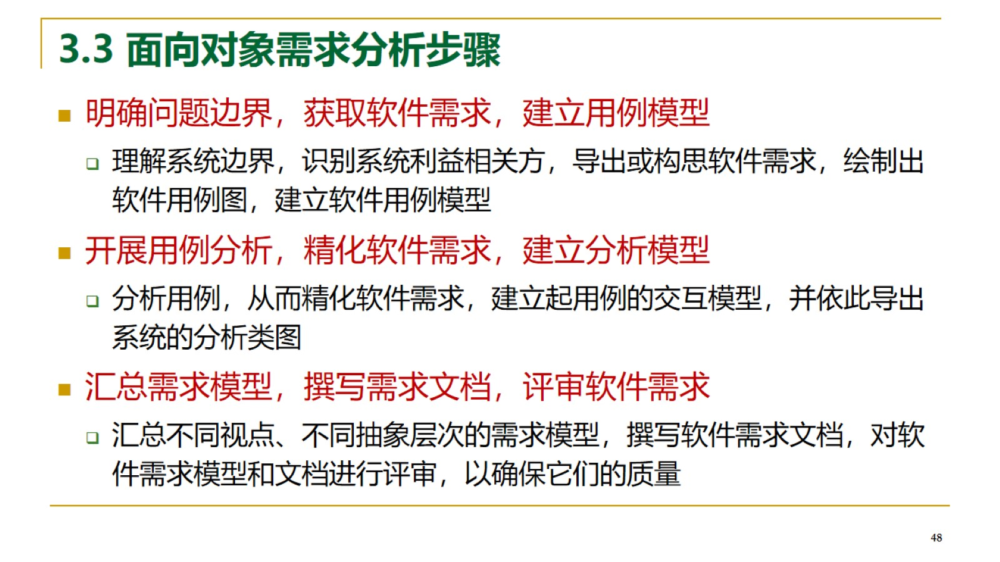 3.3 面向对象需求分析步骤
明确问题边界，获取软件需求，建立用例模型
理解系统边界，识别系统利益相关方，导出或构思软件需求，绘制出
软件用例图，建立软件用例模型
开展用例分析，精化软件需求，建立分析模型
分析用例，从而精化软件需求，建立起用例的交互模型，并依此导出
系统的分析类图
汇总需求模型，撰写需求文档，评审软件需求
汇总不同视点、不同抽象层次的需求模型，撰写软件需求文档，对软
件需求模型和文档进行评审，以确保它们的质量
48